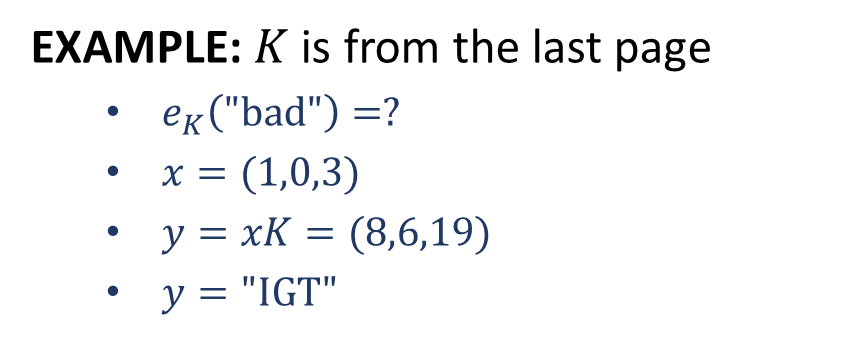 EXAMPLE: K is from the last page
• e_K("bad") =?
• x = (1,0,3)
• y = xK = (8,6,19)
• y = "IGT"